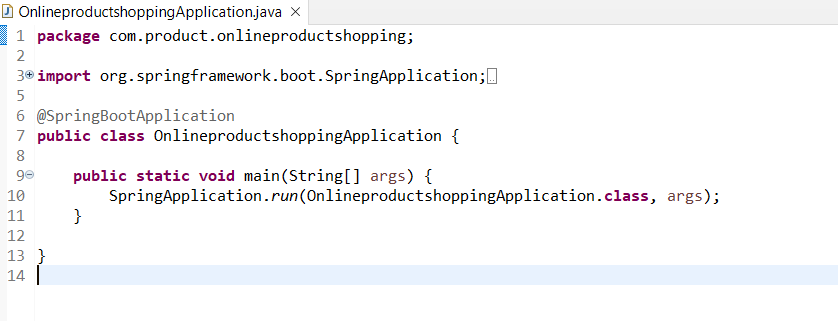 OnlineproductshoppingApplication.java
1 package com.product.onlineproductshopping;
2
3 import org.springframework.boot.SpringApplication;
5
6 @SpringBootApplication
7 public class OnlineproductshoppingApplication {
8
9 public static void main(String[] args) {
10 SpringApplication.run(OnlineproductshoppingApplication.class, args);
11 }
12
13 }
14